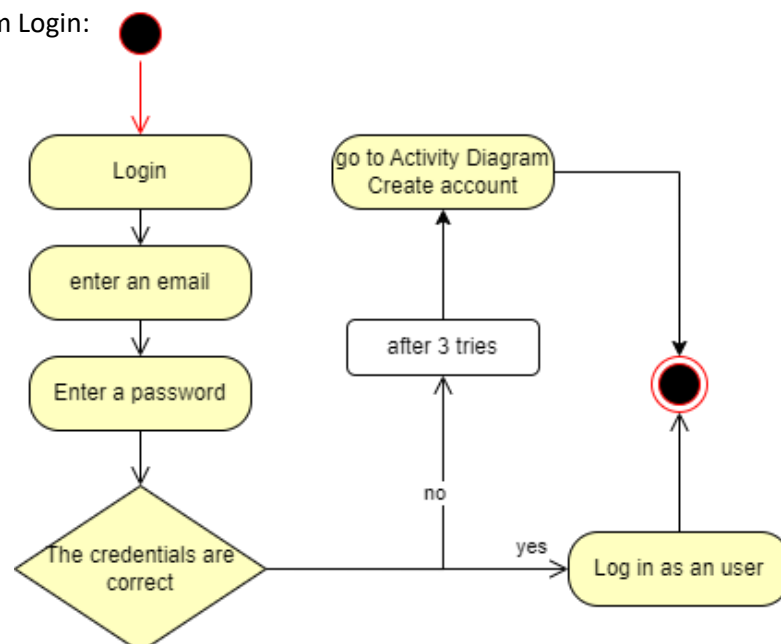 Login:
Login
go to Activity Diagram
Create account
enter an email
after 3 tries
Enter a password
no
The credentials are
correct
yes
Log in as an user